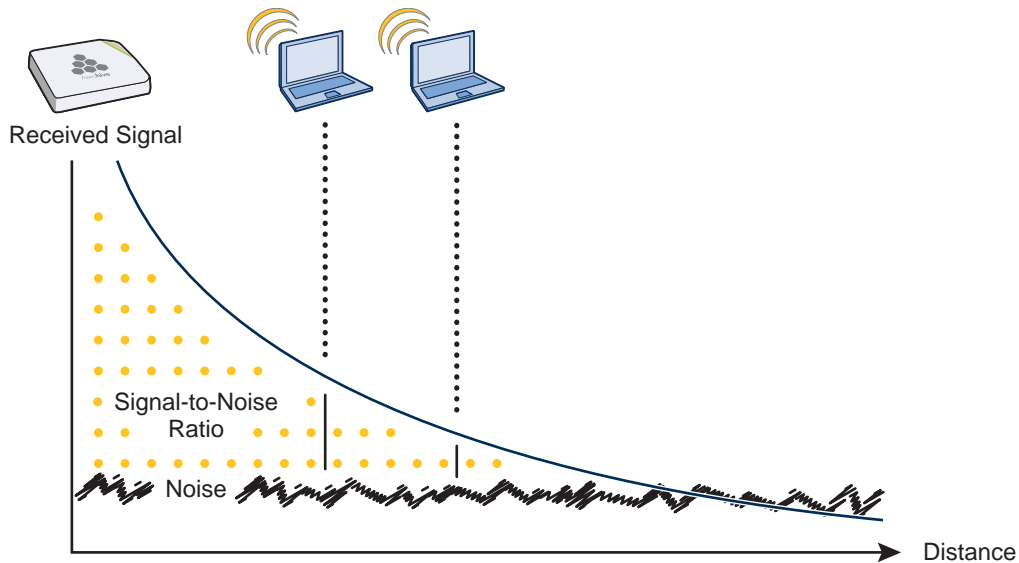 Received Signal
Signal-to-Noise
Ratio
Noise
Distance